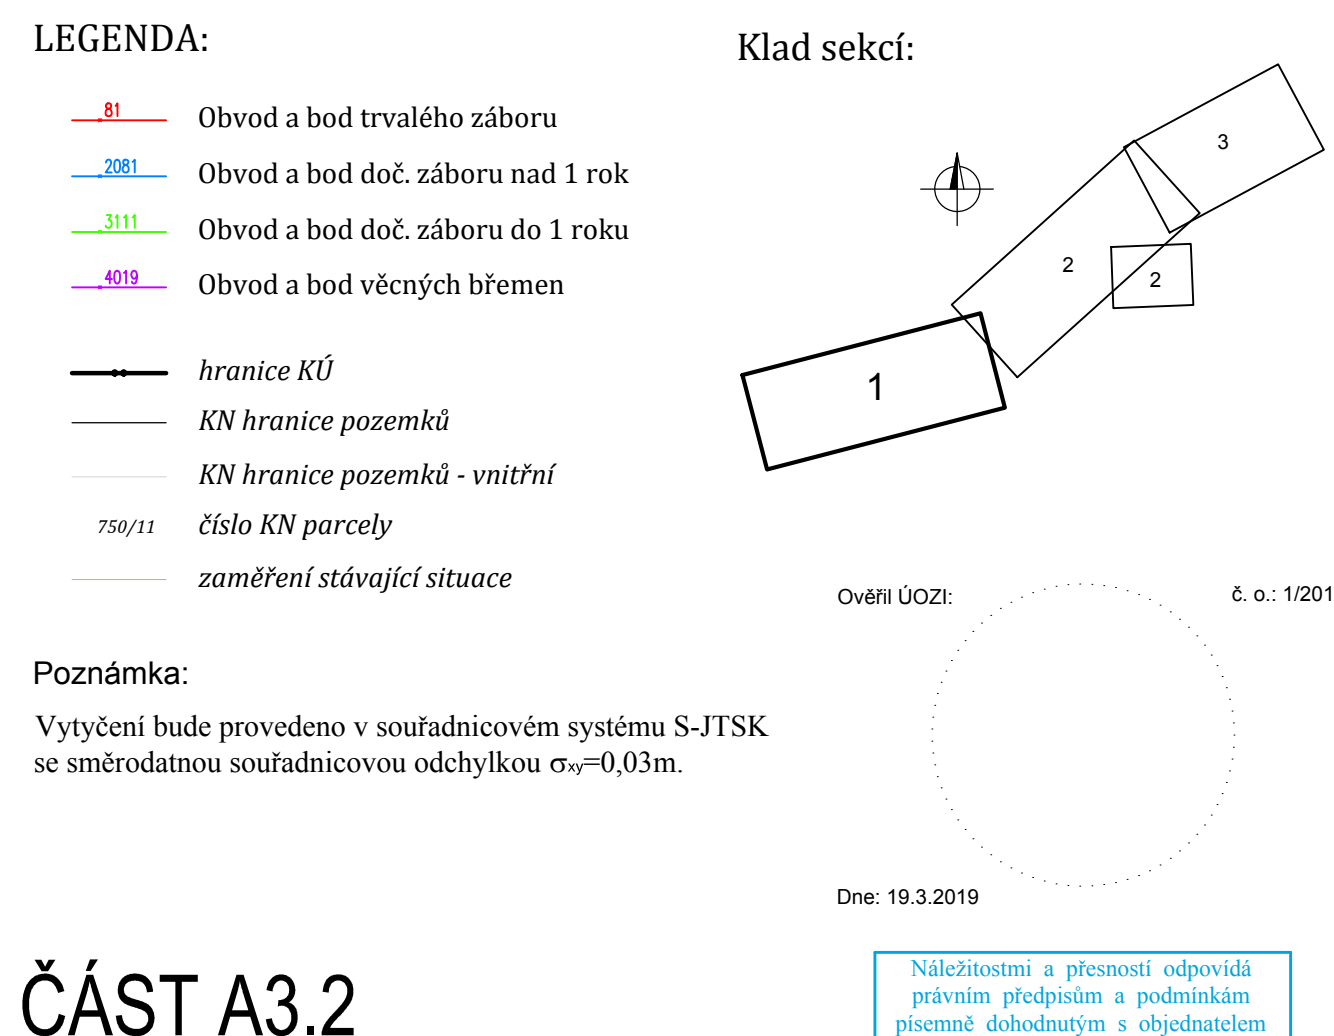 LEGENDA:
81 Obvod a bod trvalého záboru
2081 Obvod a bod doč. záboru nad 1 rok
3111 Obvod a bod doč. záboru do 1 roku
4019 Obvod a bod věcných břemen
hranice KÚ
KN hranice pozemků
KN hranice pozemků - vnitřní
750/11 číslo KN parcely
zaměření stávající situace
Poznámka:
Vytyčení bude provedeno v souřadnicovém systému S-JTSK
se směrodatnou souřadnicovou odchylkou σxy=0,03m.
ČÁST A3.2
Klad sekcí:
3
2
2
1
Ověřil ÚOZI:
č. o.: 1/201
Dne: 19.3.2019
Náležitostmi a přesností odpovídá
právním předpisům a podmínkám
písemně dohodnutým s objednatelem